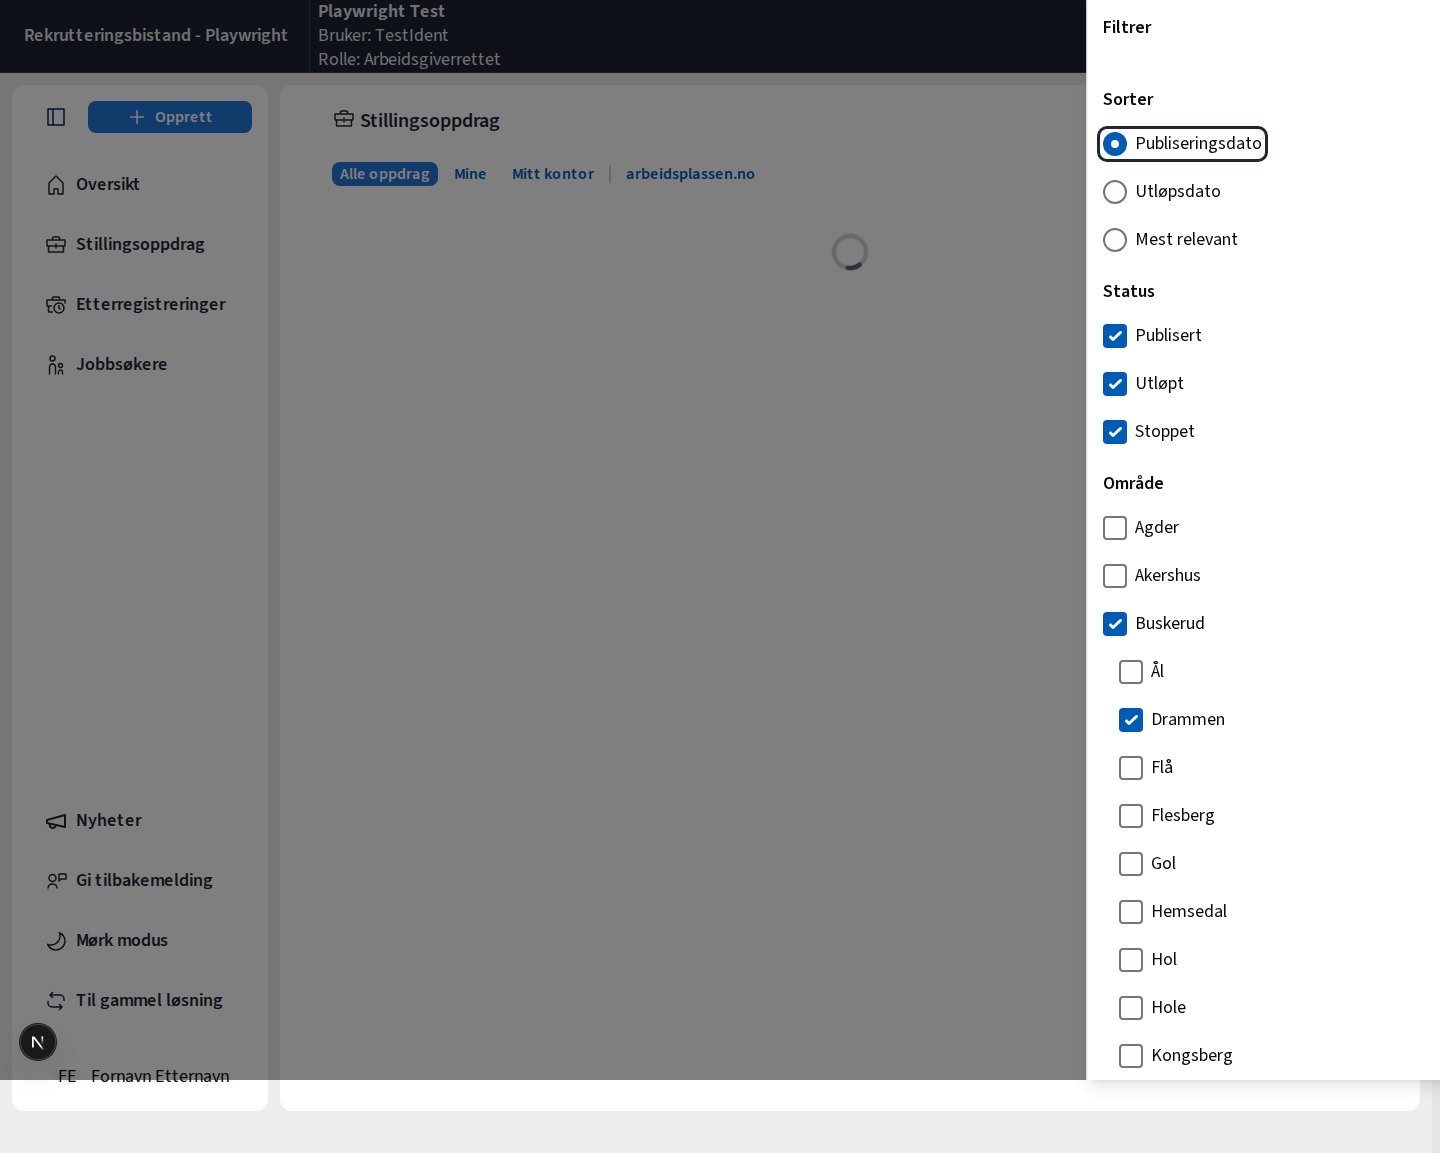 Rekrutteringsbistand - Playwright
Playwright Test
Bruker: TestIdent
Rolle: Arbeidsgiverrettet
Opprett
Oversikt
Stillingsoppdrag
Etterregistreringer
Jobbsøkere
Nyheter
Gi tilbakemelding
Mørk modus
Til gammel løsning
N
FE Fornavn Etternavn
Stillingsoppdrag
Alle oppdrag Mine Mitt kontor arbeidsplassen.no
Filtrer
Sorter
Publiseringsdato
Utløpsdato
Mest relevant
Status
Publisert
Utløpt
Stoppet
Område
Agder
Akershus
Buskerud
Ål
Drammen
Flå
Flesberg
Gol
Hemsedal
Hol
Hole
Kongsberg